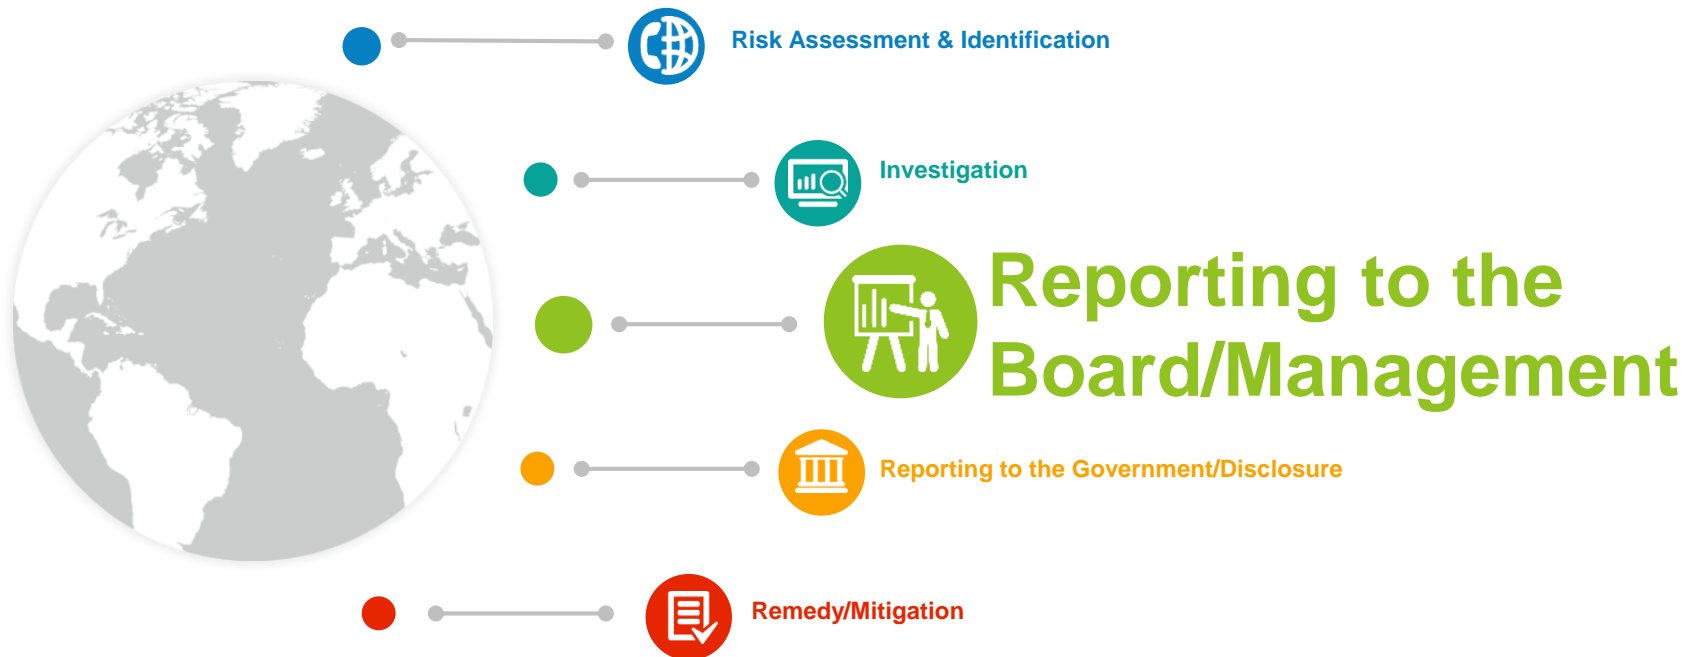 Risk Assessment & Identification
Investigation
Reporting to the
Board/Management
Reporting to the Government/Disclosure
Remedy/Mitigation